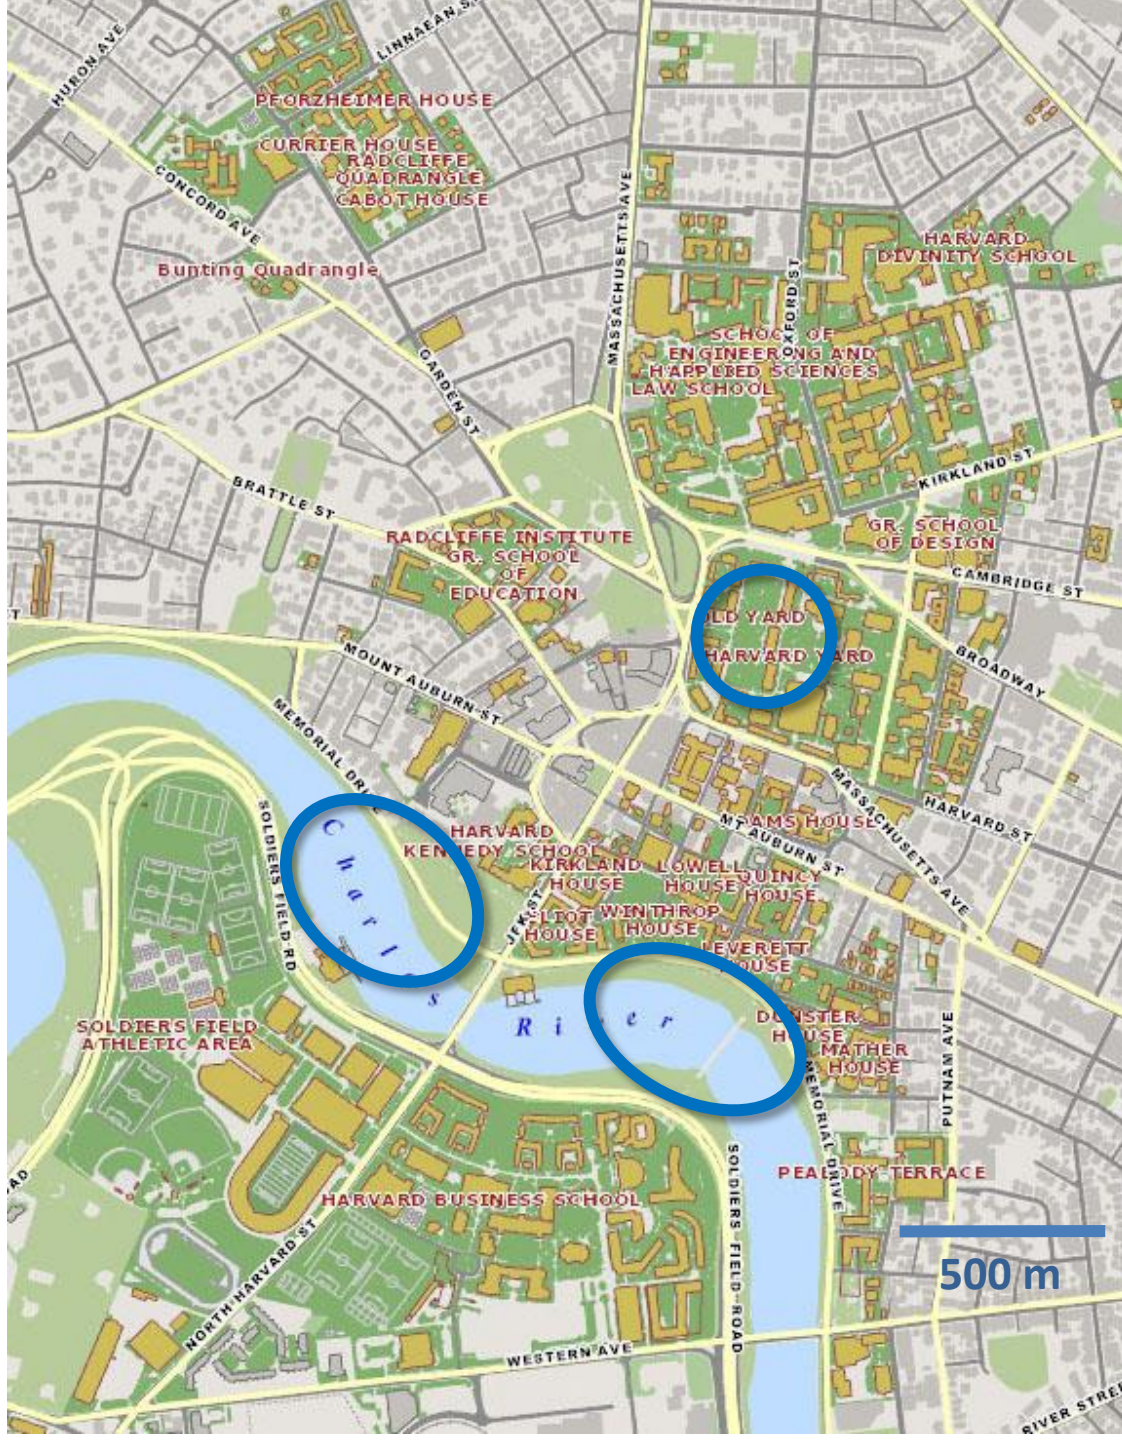 HURON AVE
LINNAEAN S
PFORZHEIMER HOUSE
CURRIER HOUSE
RADCLIFFE
QUADRANGLE
CABOT HOUSE
CONCORD AVE
Bunting Quadrangle
MASSACHUSETTS AVE
HARVARD
DIVINITY SCHOOL
OXFORD ST
SCHOOL OF
ENGINEERING AND
APPLIED SCIENCES
LAW SCHOOL
GARDEN ST
KIRKLAND ST
BRATTLE ST
RADCLIFFE INSTITUTE
GR. SCHOOL
OF
EDUCATION
GR. SCHOOL
OF DESIGN
CAMBRIDGE ST
ST
OLD YARD
HARVARD YARD
BROADWAY
MOUNT AUBURN ST
MEMORIAL DRIVE
MASSACHUSETTS AVE
HARVARD ST
SOLDIERS FIELD RD
HARVARD
KENNEDY SCHOOL
ADAMS HOUSE
MT AUBURN ST
KIRKLAND
HOUSE
LOWELL
HOUSE
QUINCY
HOUSE
JFK ST
ELIOT
HOUSE
WINTHROP
HOUSE
LEVERETT
HOUSE
Charles
River
SOLDIERS FIELD
ATHLETIC AREA
DUNSTER
HOUSE
MATHER
HOUSE
PUTNAM AVE
MEMORIAL DRIVE
PEABODY TERRACE
HARVARD BUSINESS SCHOOL
SOLDIERS FIELD ROAD
OAD
NORTH HARVARD ST
500 m
WESTERN AVE
RIVER STREE